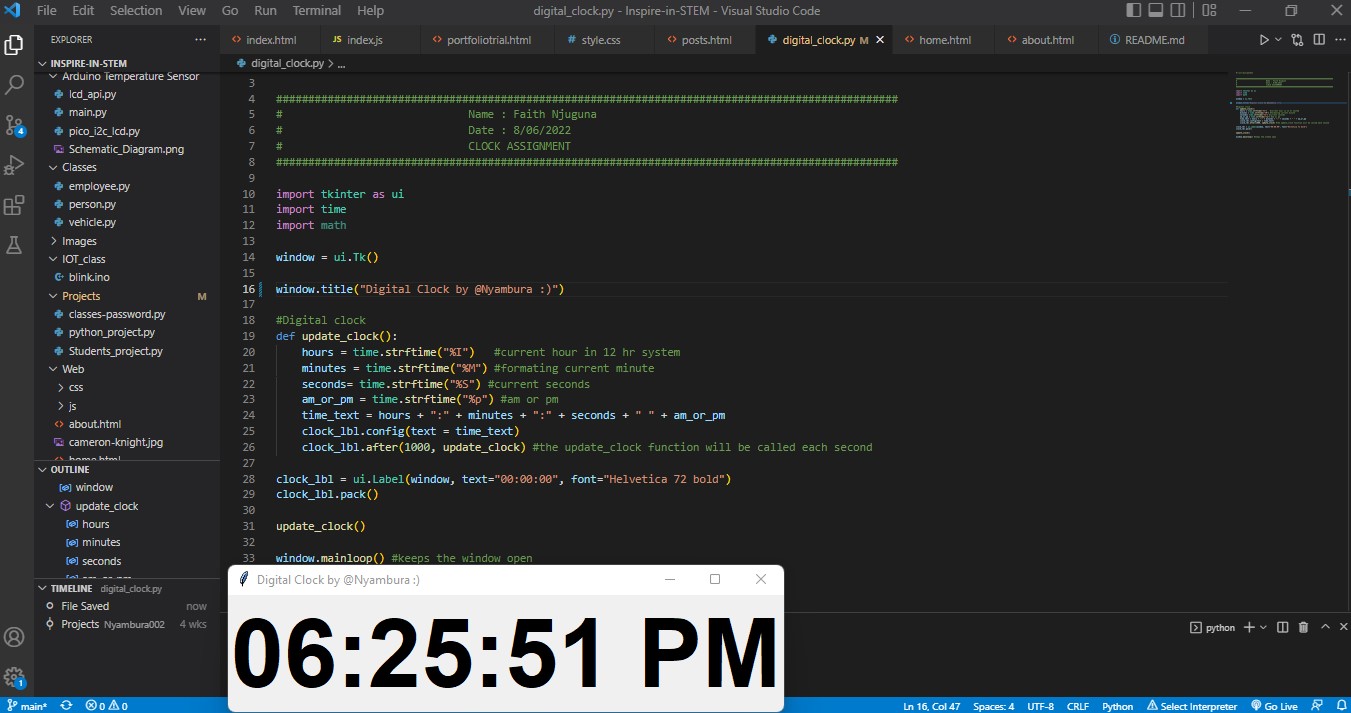 File Edit Selection View Go Run Terminal Help digital_clock.py - Inspire-in-STEM - Visual Studio Code
EXPLORER ···
index.html JS index.js portfoliotrial.html # style.css posts.html digital_clock.py M home.html about.html README.md
digital_clock.py > ...
INSPIRE-IN-STEM
Arduino Temperature Sensor
lcd_api.py
main.py
pico_i2c_lcd.py
Schematic_Diagram.png
Classes
employee.py
person.py
vehicle.py
Images
IOT_class
blink.ino
Projects M
classes-password.py
python_project.py
Students_project.py
Web
css
js
about.html
cameron-knight.jpg
home.html
OUTLINE
window
update_clock
hours
minutes
seconds
am_or_pm
TIMELINE digital_clock.py
File Saved now
Projects Nyambura002 4 wks
3
4 #################################################################################################
5 # Name : Faith Njuguna
6 # Date : 8/06/2022
7 # CLOCK ASSIGNMENT
8 #################################################################################################
9
10 import tkinter as ui
11 import time
12 import math
13
14 window = ui.Tk()
15
16 window.title("Digital Clock by @Nyambura :)")
17
18 #Digital clock
19 def update_clock():
20 hours = time.strftime("%I") #current hour in 12 hr system
21 minutes = time.strftime("%M") #formating current minute
22 seconds= time.strftime("%S") #current seconds
23 am_or_pm = time.strftime("%p") #am or pm
24 time_text = hours + ":" + minutes + ":" + seconds + " " + am_or_pm
25 clock_lbl.config(text = time_text)
26 clock_lbl.after(1000, update_clock) #the update_clock function will be called each second
27
28 clock_lbl = ui.Label(window, text="00:00:00", font="Helvetica 72 bold")
29 clock_lbl.pack()
30
31 update_clock()
32
33 window.mainloop() #keeps the window open
Digital Clock by @Nyambura :)
06:25:51 PM
python
4
1
main* 0 0 Ln 16, Col 47 Spaces: 4 UTF-8 CRLF Python Select Interpreter Go Live